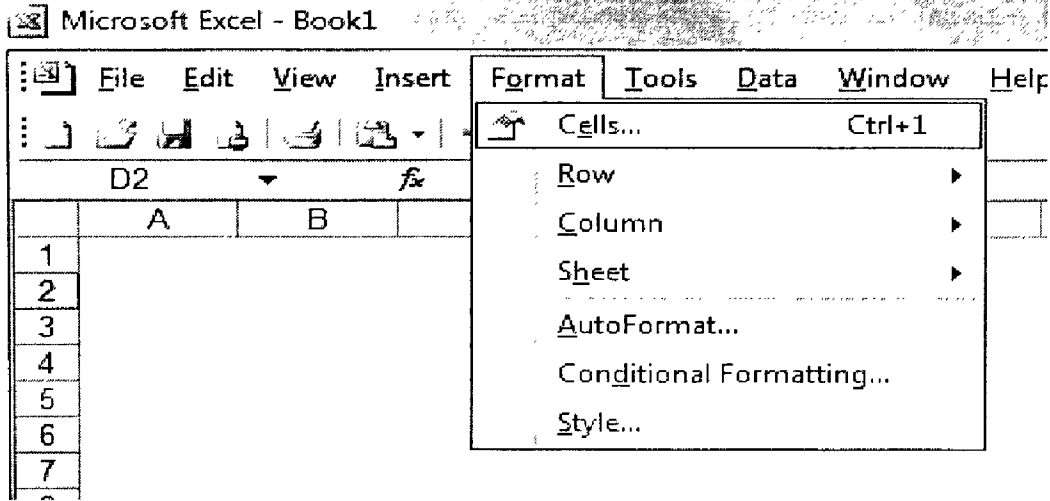 Microsoft Excel - Book1
File Edit View Insert Format Tools Data Window Help
Cells... Ctrl+1
D2 fx Row
A B Column
1
2 Sheet
3 AutoFormat...
4 Conditional Formatting...
5 Style...
6
7